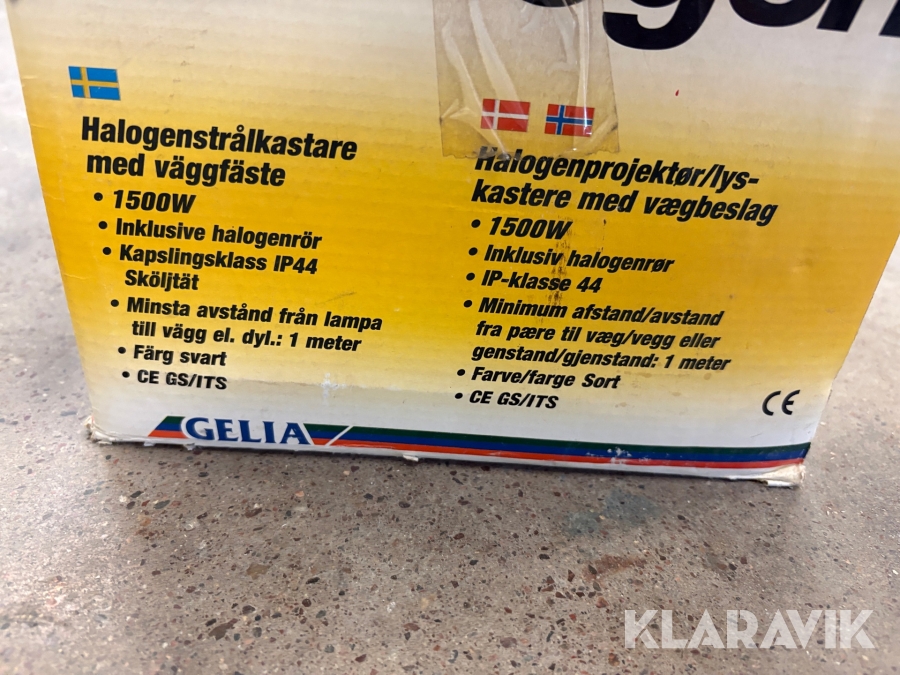 Halogenstrålkastare
med väggfäste
• 1500W
• Inklusive halogenrör
• Kapslingsklass IP44
Sköljtät
• Minsta avstånd från lampa
till vägg el. dyl.: 1 meter
• Färg svart
• CE GS/ITS
Halogenprojektør/lys-
kastere med vægbeslag
• 1500W
• Inklusiv halogenrør
• IP-klasse 44
• Minimum afstand/avstand
fra pære til væg/vegg eller
genstand/gjenstand: 1 meter
• Farve/farge Sort
• CE GS/ITS
CE
GELIA
KLARAVIK